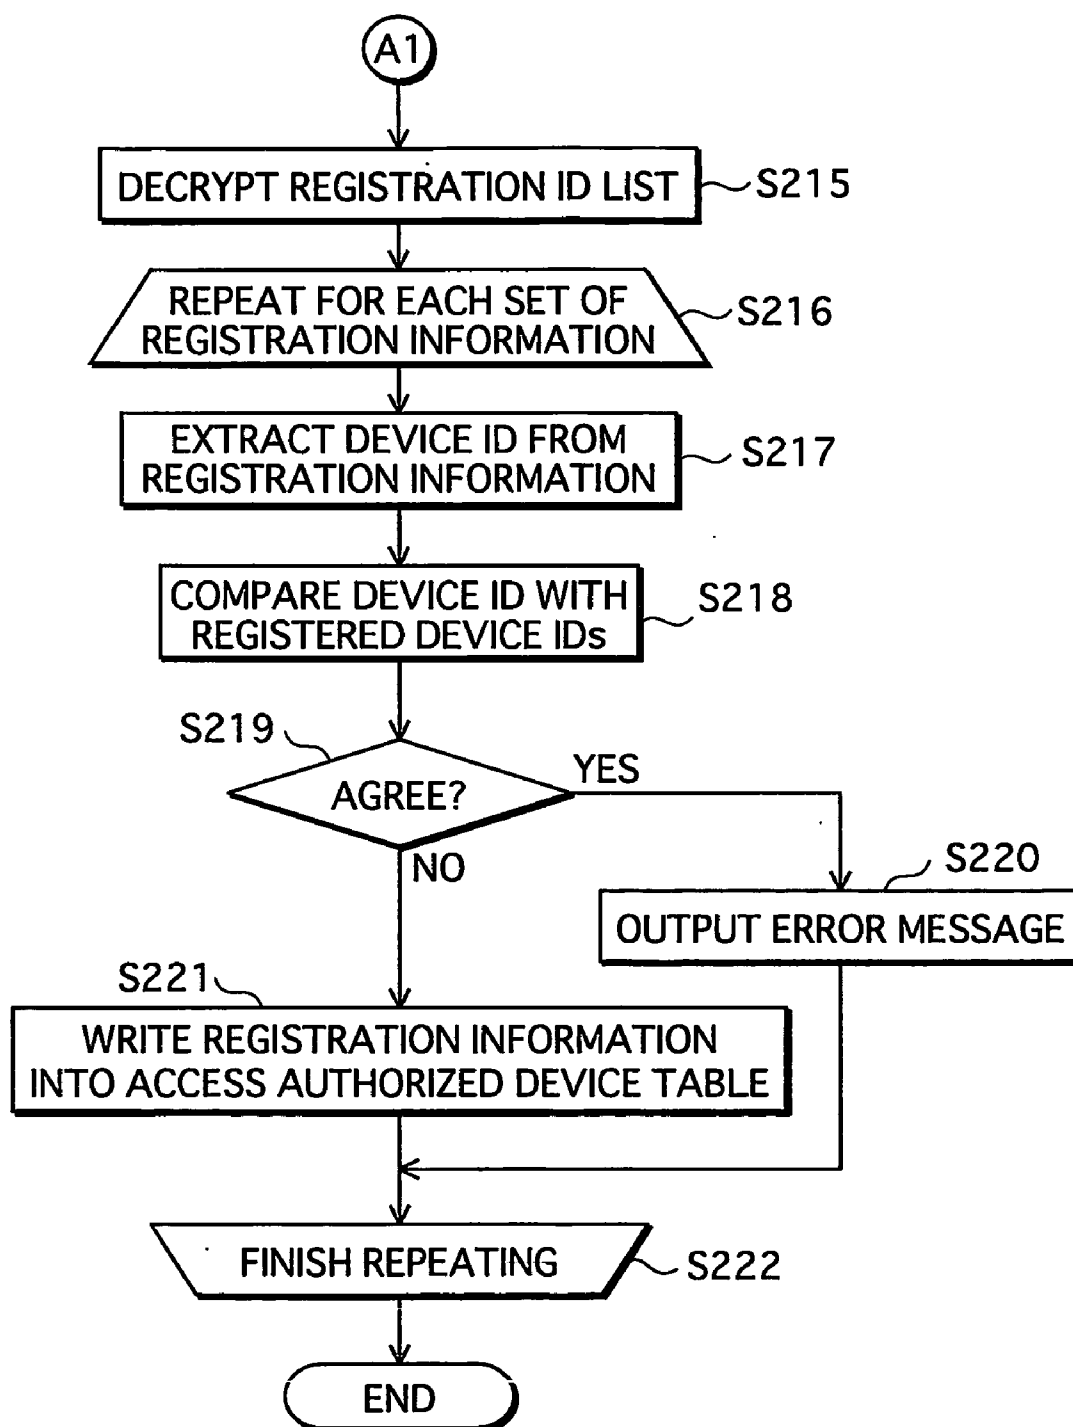 A1
DECRYPT REGISTRATION ID LIST
S215
REPEAT FOR EACH SET OF
REGISTRATION INFORMATION
S216
EXTRACT DEVICE ID FROM
REGISTRATION INFORMATION
S217
COMPARE DEVICE ID WITH
REGISTERED DEVICE IDs
S218
S219
AGREE?
YES
NO
S220
OUTPUT ERROR MESSAGE
S221
WRITE REGISTRATION INFORMATION
INTO ACCESS AUTHORIZED DEVICE TABLE
FINISH REPEATING
S222
END